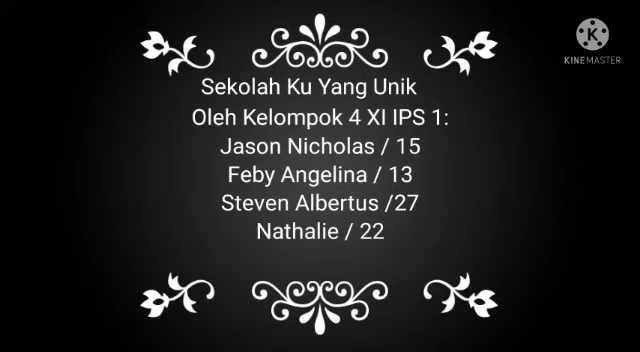 KINEMASTER
Sekolah Ku Yang Unik
Oleh Kelompok 4 XI IPS 1:
Jason Nicholas / 15
Feby Angelina / 13
Steven Albertus /27
Nathalie / 22